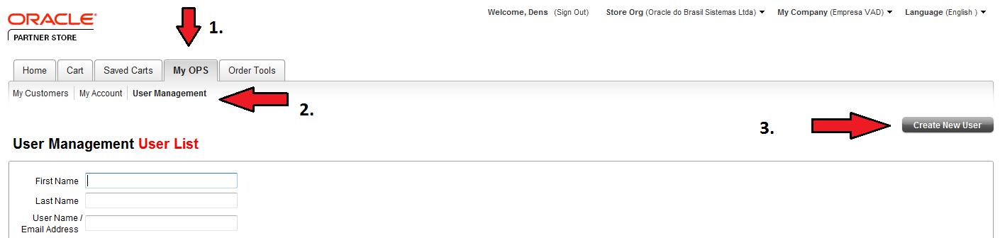 ORACLE
PARTNER STORE
1.
Welcome, Dens (Sign Out) Store Org (Oracle do Brasil Sistemas Ltda) My Company (Empresa VAD) Language (English )
Home Cart Saved Carts My OPS Order Tools
My Customers My Account User Management
2.
3.
Create New User
User Management User List
First Name
Last Name
User Name /
Email Address